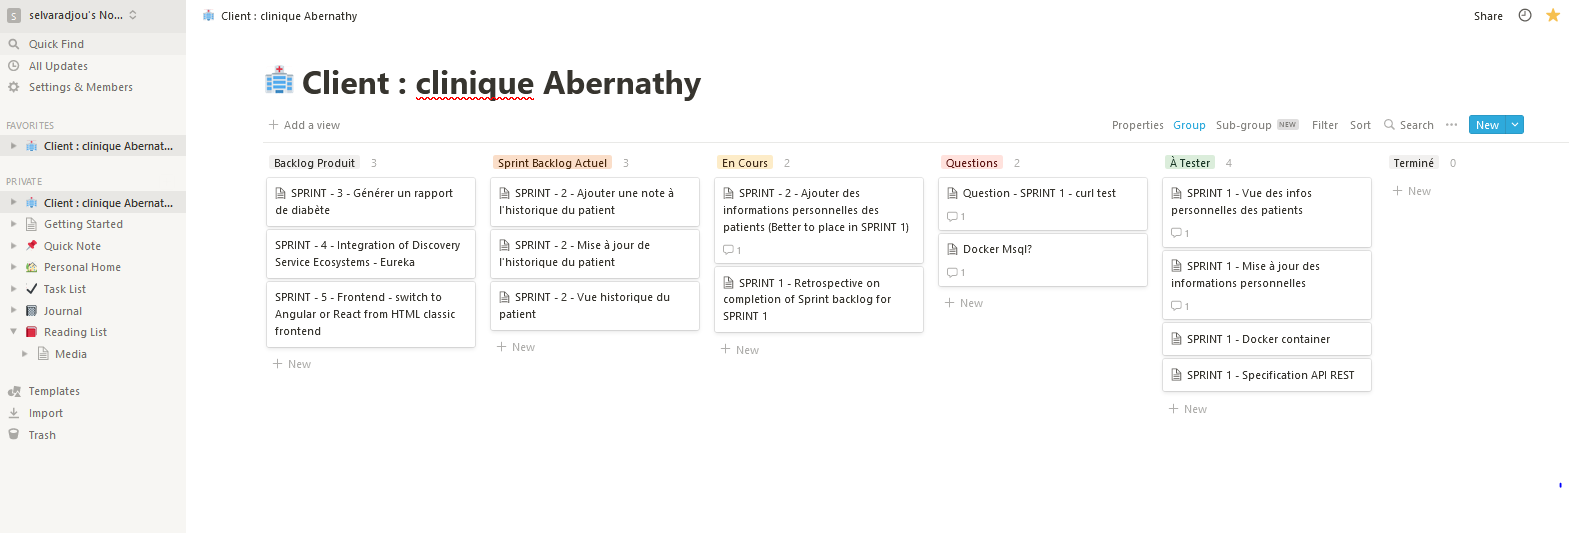 S selvaradjou's No...
Quick Find
All Updates
Settings & Members
FAVORITES
Client : clinique Abernat...
PRIVATE
Client : clinique Abernat...
Getting Started
Quick Note
Personal Home
Task List
Journal
Reading List
Media
Templates
Import
Trash
Client : clinique Abernathy
Share
Client : clinique Abernathy
Add a view
Properties Group Sub-group NEW Filter Sort Search New
Backlog Produit 3
SPRINT - 3 - Générer un rapport
de diabète
SPRINT - 4 - Integration of Discovery
Service Ecosystems - Eureka
SPRINT - 5 - Frontend - switch to
Angular or React from HTML classic
frontend
New
Sprint Backlog Actuel 3
SPRINT - 2 - Ajouter une note à
l'historique du patient
SPRINT - 2 - Mise à jour de
l'historique du patient
SPRINT - 2 - Vue historique du
patient
New
En Cours 2
SPRINT - 2 - Ajouter des
informations personnelles des
patients (Better to place in SPRINT 1)
1
SPRINT 1 - Retrospective on
completion of Sprint backlog for
SPRINT 1
New
Questions 2
Question - SPRINT 1 - curl test
1
Docker Msql?
1
New
À Tester 4
SPRINT 1 - Vue des infos
personnelles des patients
1
SPRINT 1 - Mise à jour des
informations personnelles
1
SPRINT 1 - Docker container
SPRINT 1 - Specification API REST
New
Terminé 0
New